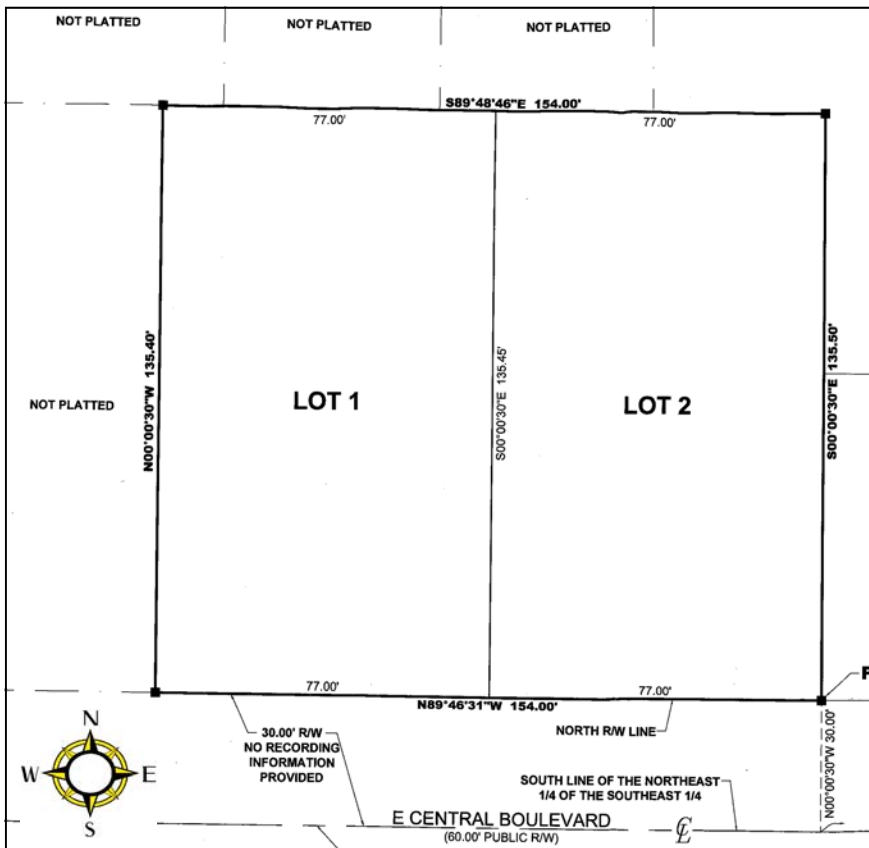 NOT PLATTED
NOT PLATTED
NOT PLATTED
S89°48'46"E 154.00'
77.00'
77.00'
N00°00'30"W 135.40'
S00°00'30"E 135.45'
S00°00'30"E 135.50'
NOT PLATTED
LOT 1
LOT 2
77.00'
77.00'
N89°46'31"W 154.00'
P
30.00' R/W
NO RECORDING
INFORMATION
PROVIDED
NORTH R/W LINE
N00°00'30"W 30.00'
N
W
E
S
SOUTH LINE OF THE NORTHEAST
1/4 OF THE SOUTHEAST 1/4
E CENTRAL BOULEVARD
(60.00' PUBLIC R/W)
CL